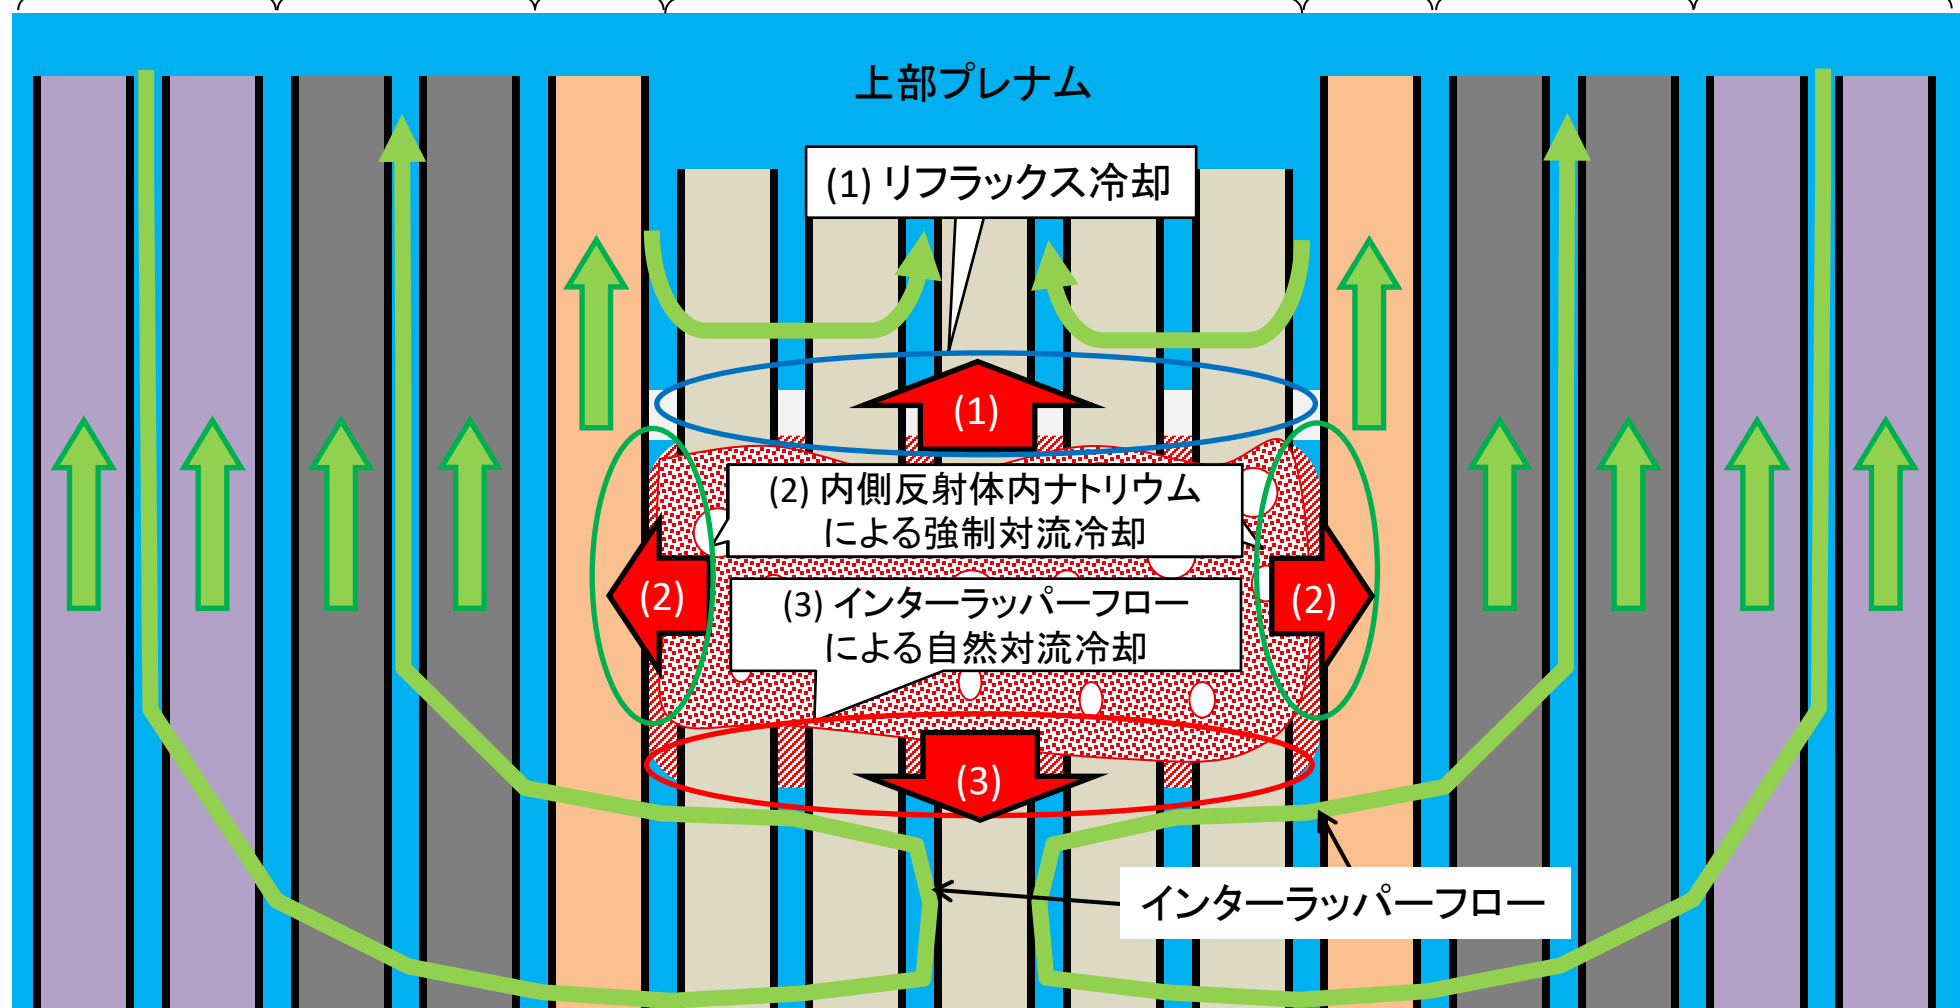 上部プレナム
(1) リフラックス冷却
(1)
(2) 内側反射体内ナトリウム
による強制対流冷却
(2)
(2)
(3) インターラッパーフロー
による自然対流冷却
(3)
インターラッパーフロー